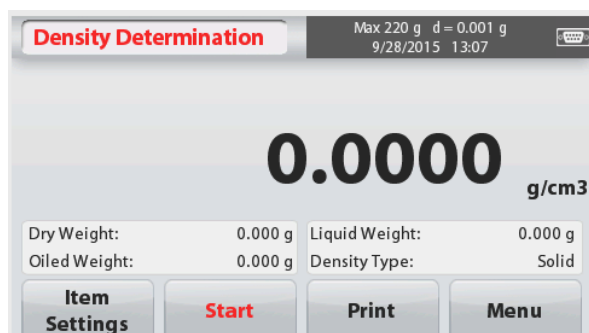 Density Determination
Max 220 g d = 0.001 g
9/28/2015 13:07
0.0000
g/cm3
Dry Weight: 0.000 g Liquid Weight: 0.000 g
Oiled Weight: 0.000 g Density Type: Solid
Item
Settings
Start
Print
Menu